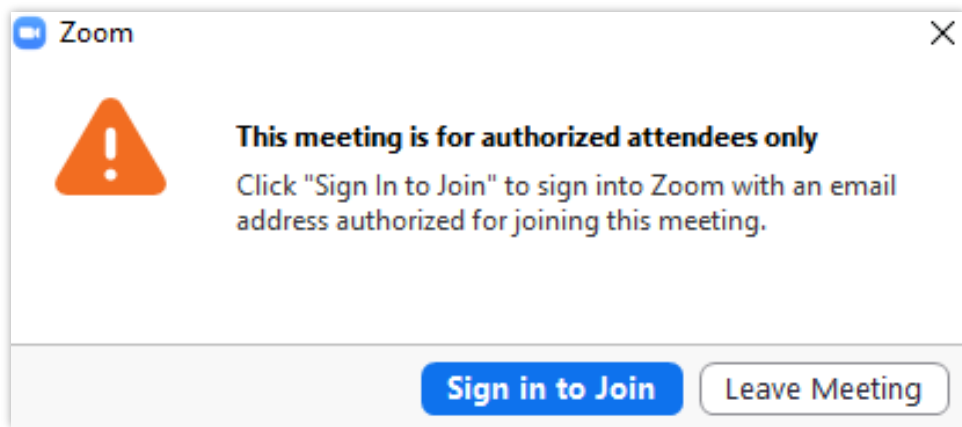 Zoom
This meeting is for authorized attendees only
Click "Sign In to Join" to sign into Zoom with an email
address authorized for joining this meeting.
Sign in to Join
Leave Meeting